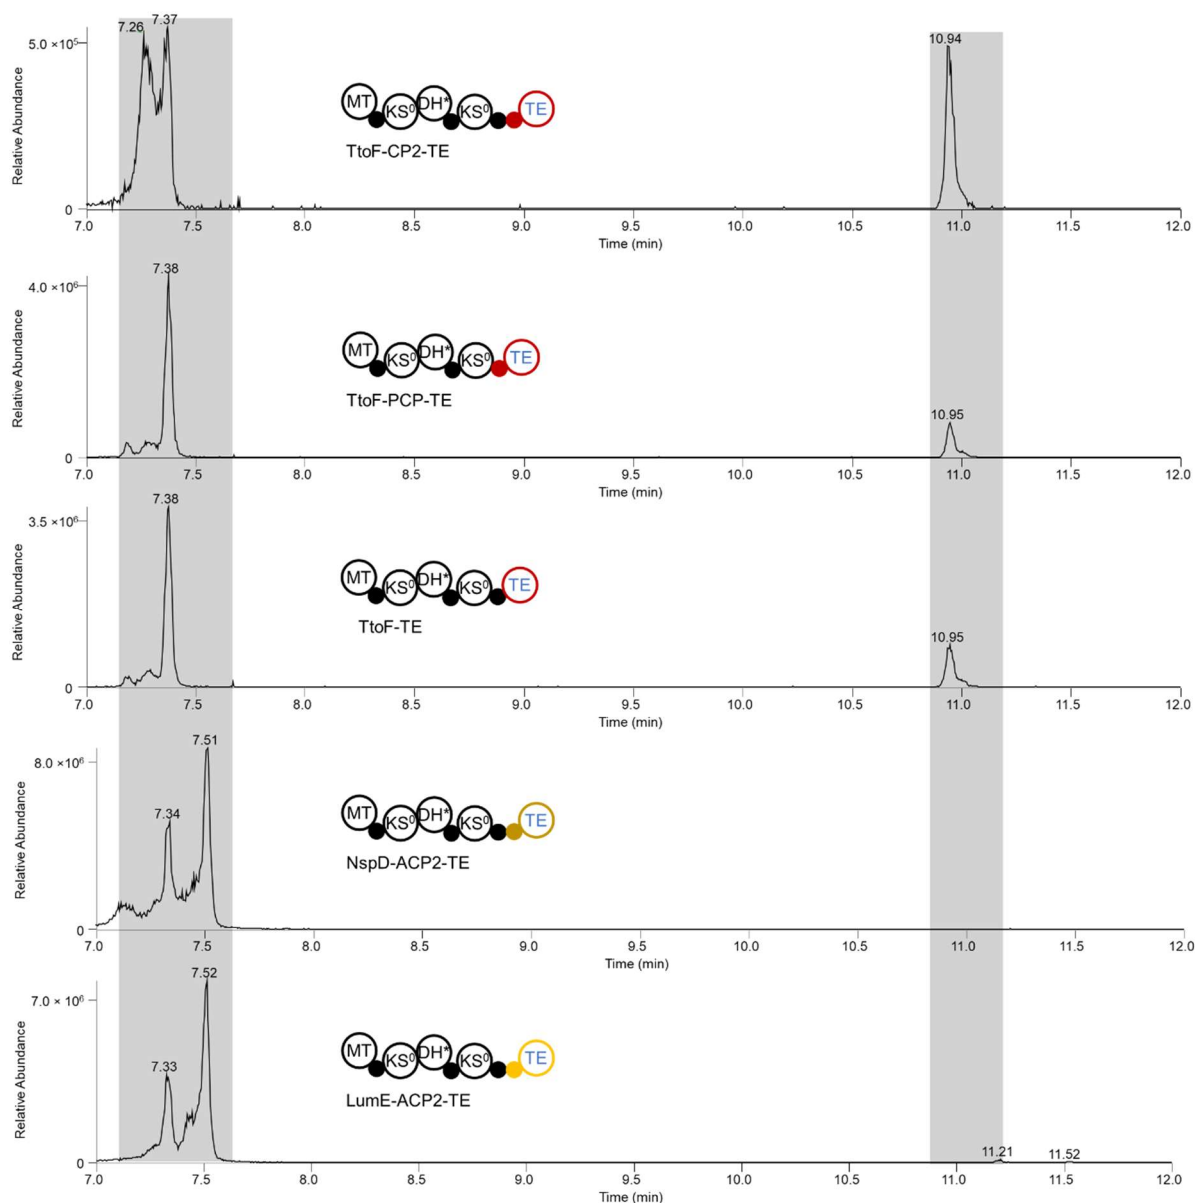 7.26 7.37 10.94
5.0 ×10⁵
Relative Abundance
MT KS⁰ DH* KS⁰ TE
TtoF-CP2-TE
0
7.0 7.5 8.0 8.5 9.0 9.5 10.0 10.5 11.0 11.5 12.0
Time (min)
7.38
4.0 ×10⁶
Relative Abundance
MT KS⁰ DH* KS⁰ TE
TtoF-PCP-TE
10.95
0
7.0 7.5 8.0 8.5 9.0 9.5 10.0 10.5 11.0 11.5 12.0
Time (min)
7.38
3.5 ×10⁶
Relative Abundance
MT KS⁰ DH* KS⁰ TE
TtoF-TE
10.95
0
7.0 7.5 8.0 8.5 9.0 9.5 10.0 10.5 11.0 11.5 12.0
Time (min)
7.51
8.0 ×10⁶
7.34
Relative Abundance
MT KS⁰ DH* KS⁰ TE
NspD-ACP2-TE
0
7.0 7.5 8.0 8.5 9.0 9.5 10.0 10.5 11.0 11.5 12.0
Time (min)
7.52
7.0 × 10⁶
7.33
Relative Abundance
MT KS⁰ DH* KS⁰ TE
LumE-ACP2-TE
11.21 11.52
0
7.0 7.5 8.0 8.5 9.0 9.5 10.0 10.5 11.0 11.5 12.0
Time (min)